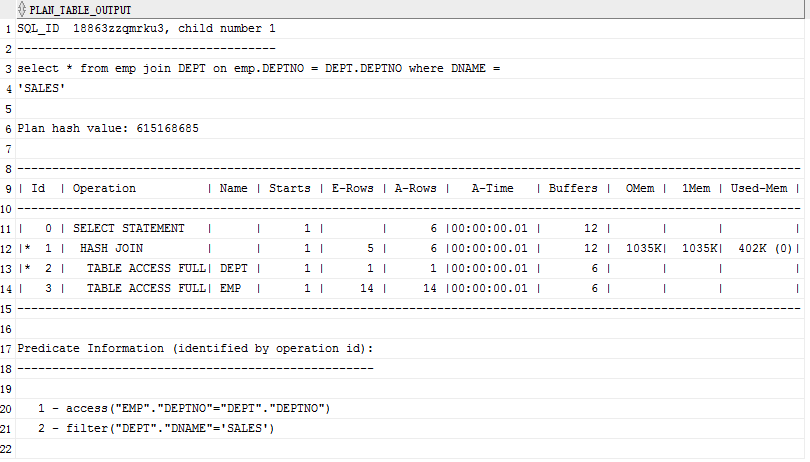 PLAN_TABLE_OUTPUT
1 SQL_ID  18863zzqmrku3, child number 1
2 -------------------------------------
3 select * from emp join DEPT on emp.DEPTNO = DEPT.DEPTNO where DNAME =
4 'SALES'
5
6 Plan hash value: 615168685
7
8 ---------------------------------------------------------------------------------------------------------------
9 | Id  | Operation          | Name | Starts | E-Rows | A-Rows |   A-Time   | Buffers |  OMem |  1Mem | Used-Mem |
10 ---------------------------------------------------------------------------------------------------------------
11 |   0 | SELECT STATEMENT   |      |      1 |        |      6 |00:00:00.01 |      12 |       |       |          |
12 |*  1 |  HASH JOIN         |      |      1 |      5 |      6 |00:00:00.01 |      12 |  1035K|  1035K|  402K (0)|
13 |*  2 |   TABLE ACCESS FULL| DEPT |      1 |      1 |      1 |00:00:00.01 |       6 |       |       |          |
14 |   3 |   TABLE ACCESS FULL| EMP  |      1 |     14 |     14 |00:00:00.01 |       6 |       |       |          |
15 ---------------------------------------------------------------------------------------------------------------
16
17 Predicate Information (identified by operation id):
18 ---------------------------------------------------
19
20    1 - access("EMP"."DEPTNO"="DEPT"."DEPTNO")
21    2 - filter("DEPT"."DNAME"='SALES')
22